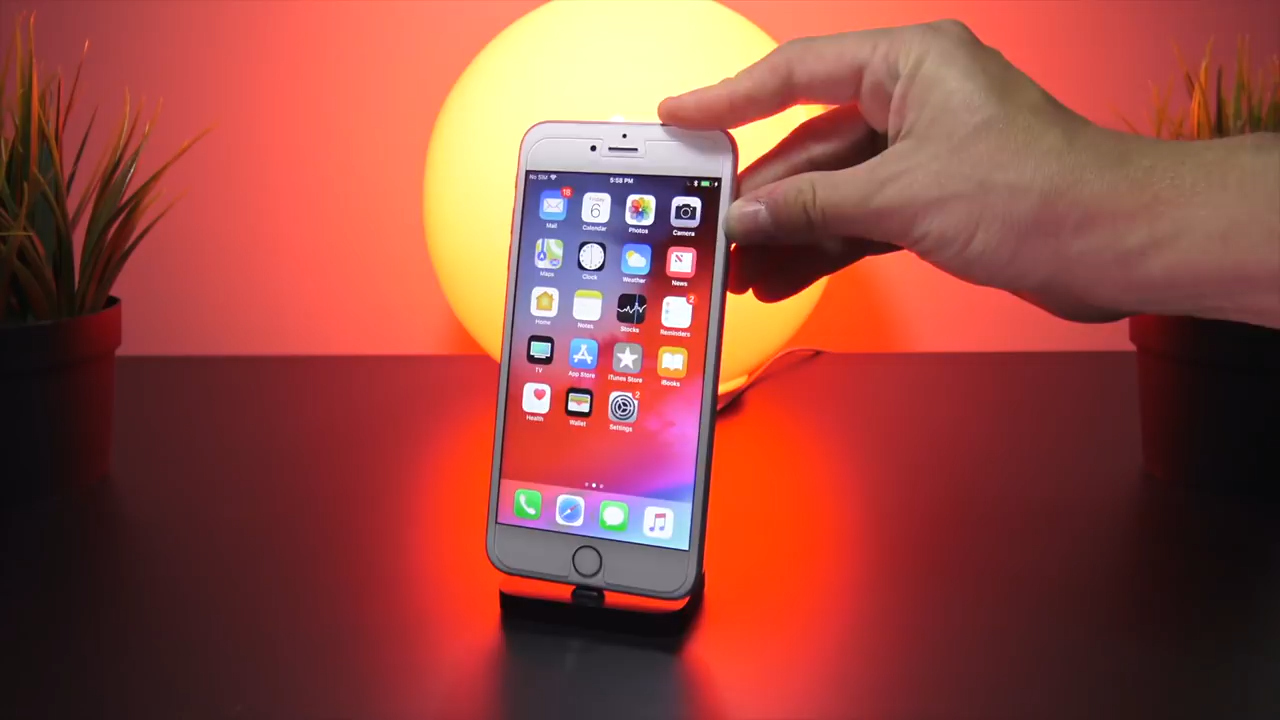 No SIM 5:58 PM
18 Friday 6
Mail Calendar Photos Camera
Maps Clock Weather News
2
Home Notes Stocks Reminders
TV App Store iTunes Store iBooks
2
Health Wallet Settings